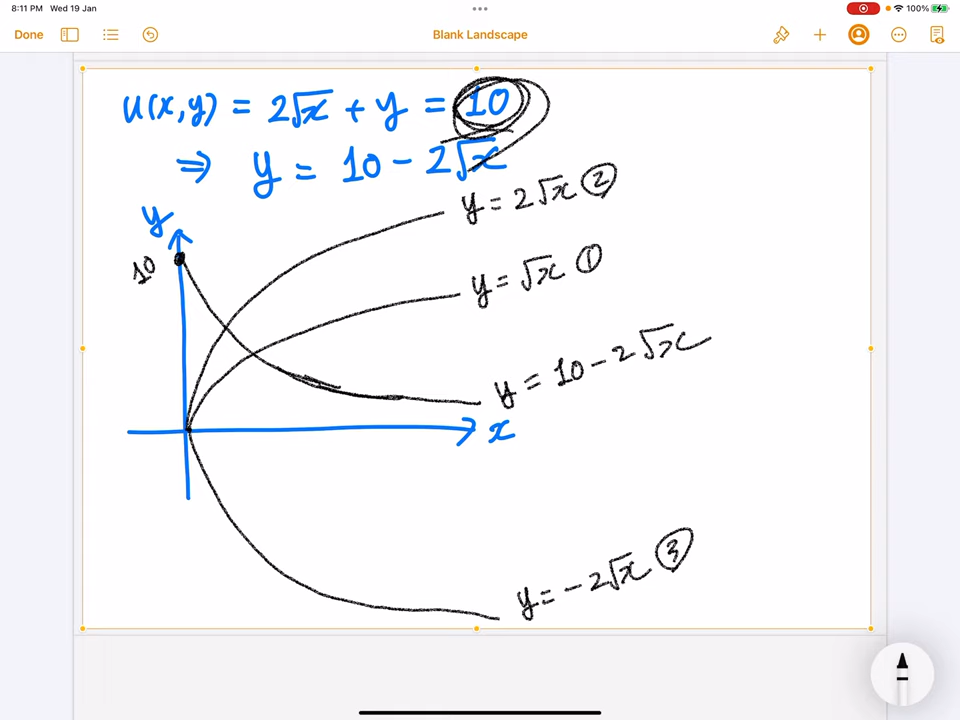 8:11 PM Wed 19 Jan
100%
Done
Blank Landscape
u(x,y) = 2√x + y = 10
⇒ y = 10 - 2√x
y = 2√x ②
y
10
y = √x ①
y = 10 - 2√x
x
y = - 2√x ③